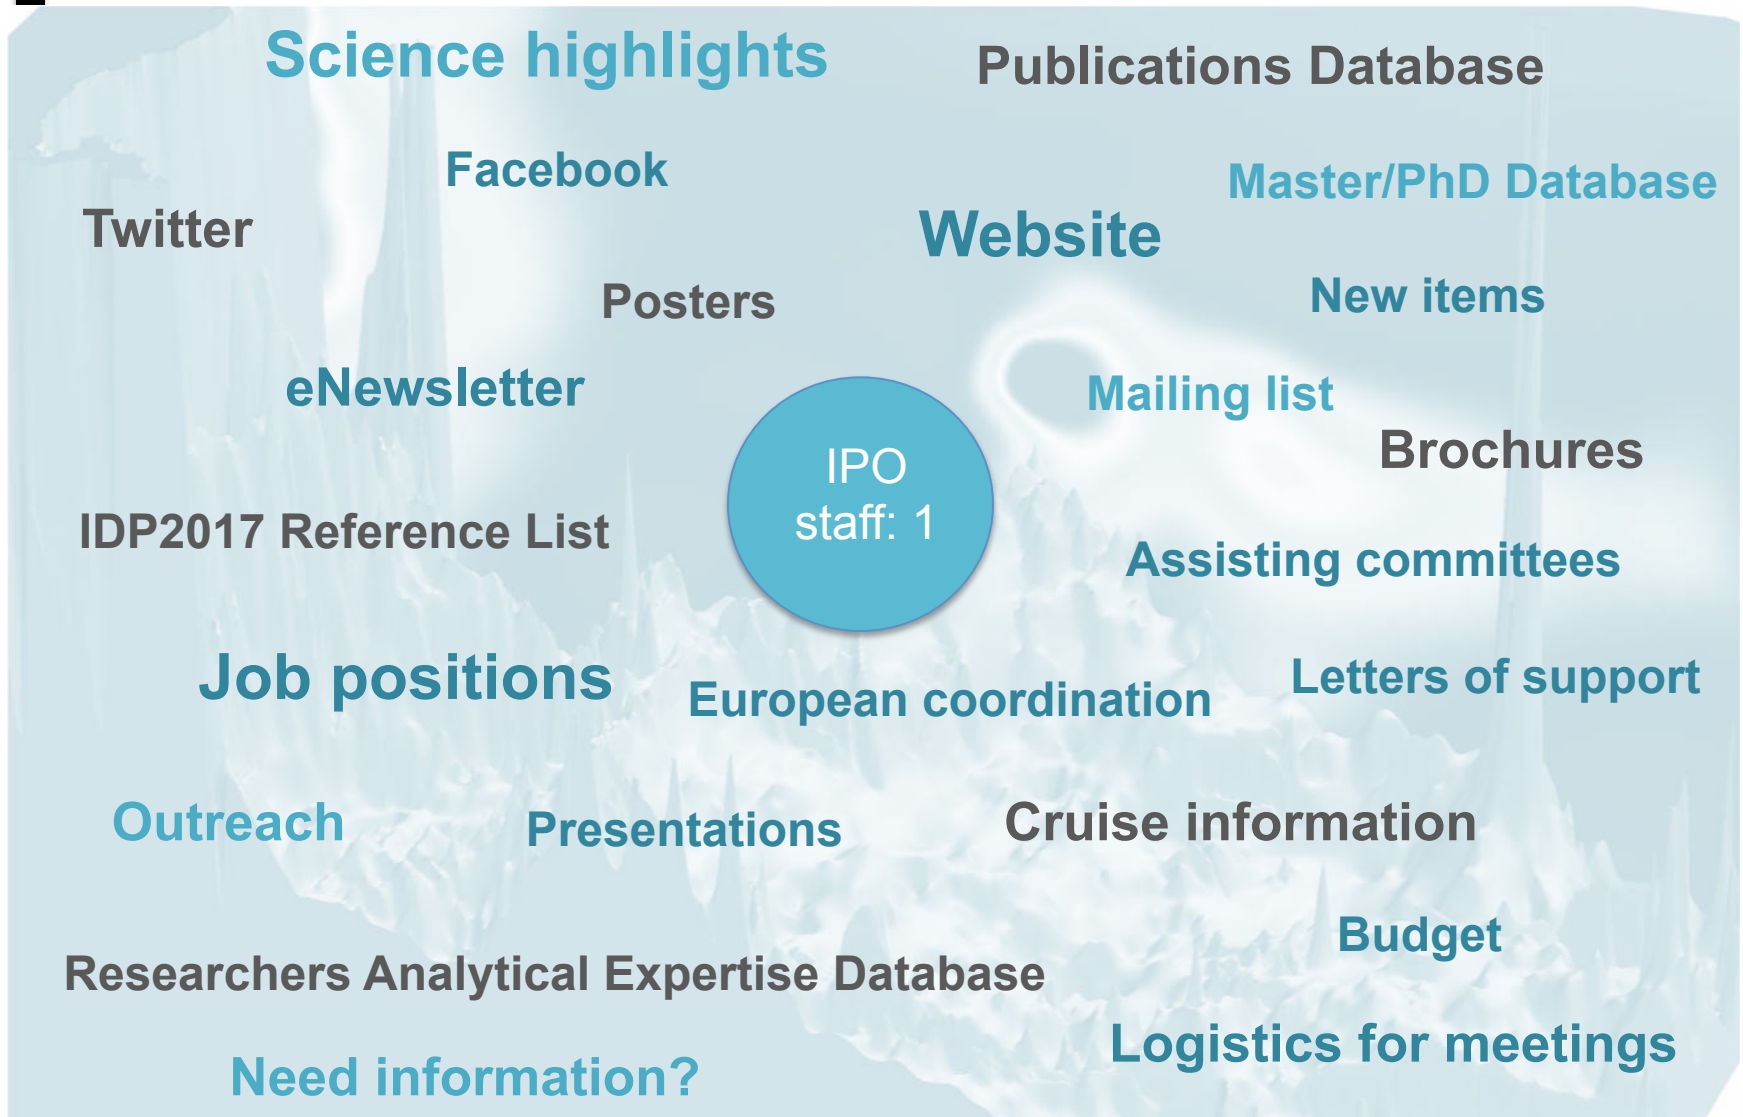 Science highlights
Publications Database
Facebook
Master/PhD Database
Twitter
Website
Posters
New items
eNewsletter
Mailing list
Brochures
IPO
staff: 1
IDP2017 Reference List
Assisting committees
Job positions
European coordination
Letters of support
Outreach
Presentations
Cruise information
Budget
Researchers Analytical Expertise Database
Logistics for meetings
Need information?